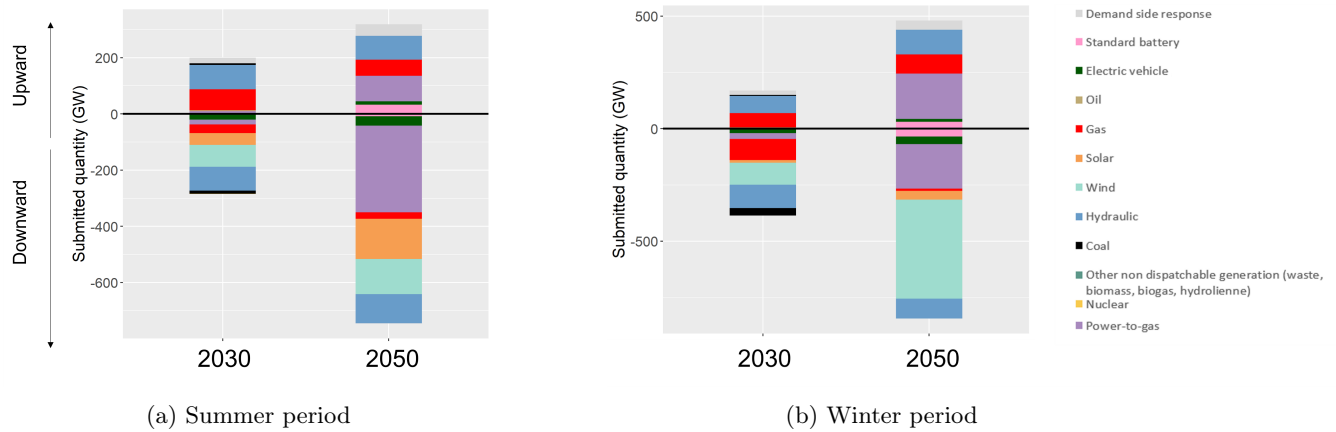 Upward
Downward
Submitted quantity (GW)
200
0
-200
-400
-600
2030
2050
(a) Summer period
Submitted quantity (GW)
500
0
-500
2030
2050
(b) Winter period
Demand side response
Standard battery
Electric vehicle
Oil
Gas
Solar
Wind
Hydraulic
Coal
Other non dispatchable generation (waste,
biomass, biogas, hydrolienne)
Nuclear
Power-to-gas